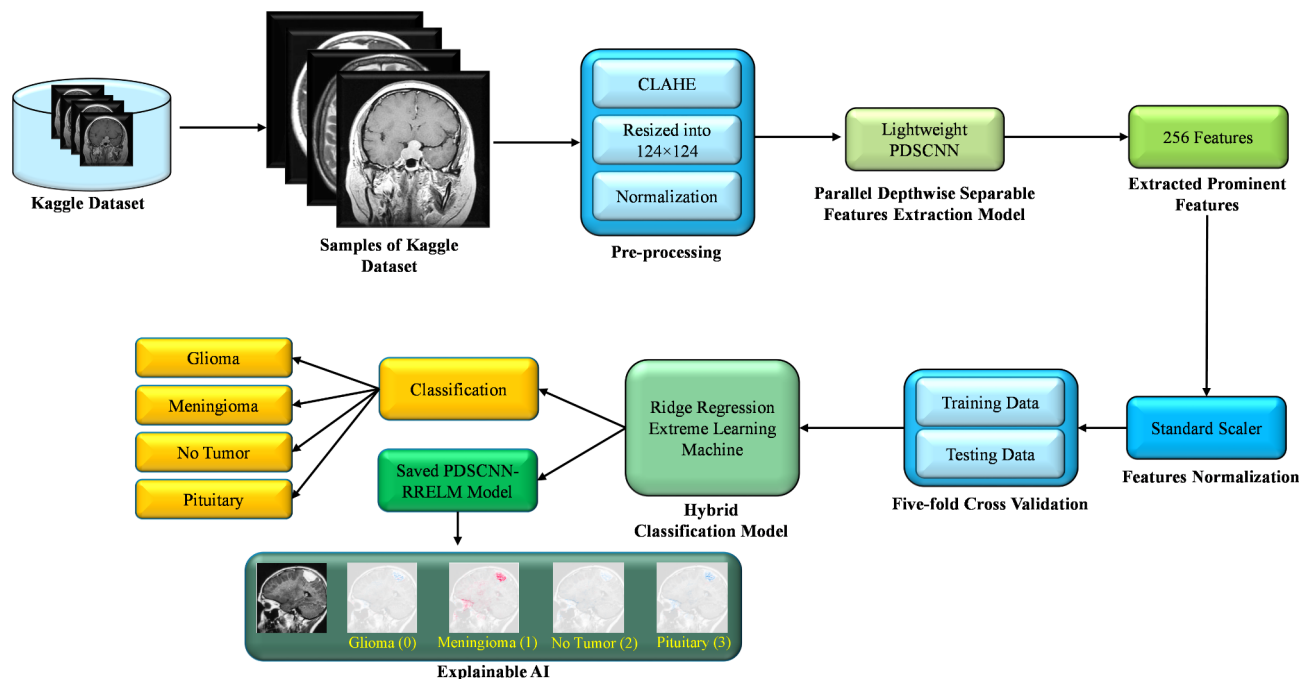 Kaggle Dataset
Samples of Kaggle
Dataset
CLAHE
Resized into
124×124
Normalization
Pre-processing
Lightweight
PDSCNN
Parallel Depthwise Separable
Features Extraction Model
256 Features
Extracted Prominent
Features
Standard Scaler
Features Normalization
Training Data
Testing Data
Five-fold Cross Validation
Ridge Regression
Extreme Learning
Machine
Hybrid
Classification Model
Classification
Glioma
Meningioma
No Tumor
Pituitary
Saved PDSCNN-
RRELM Model
Glioma (0)
Meningioma (1)
No Tumor (2)
Pituitary (3)
Explainable AI